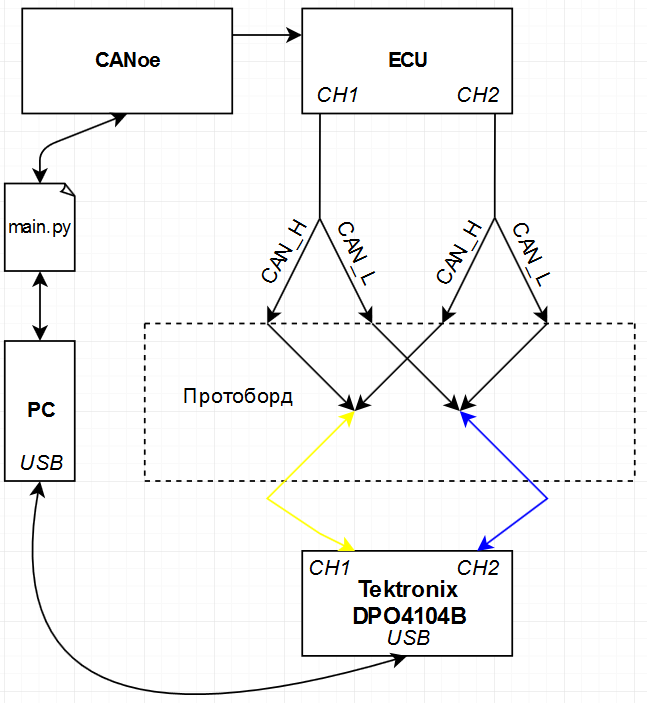 CANoe
ECU
CH1
CH2
main.py
CAN_H
CAN_L
CAN_H
CAN_L
Протоборд
PC
USB
CH1
CH2
Tektronix
DPO4104B
USB